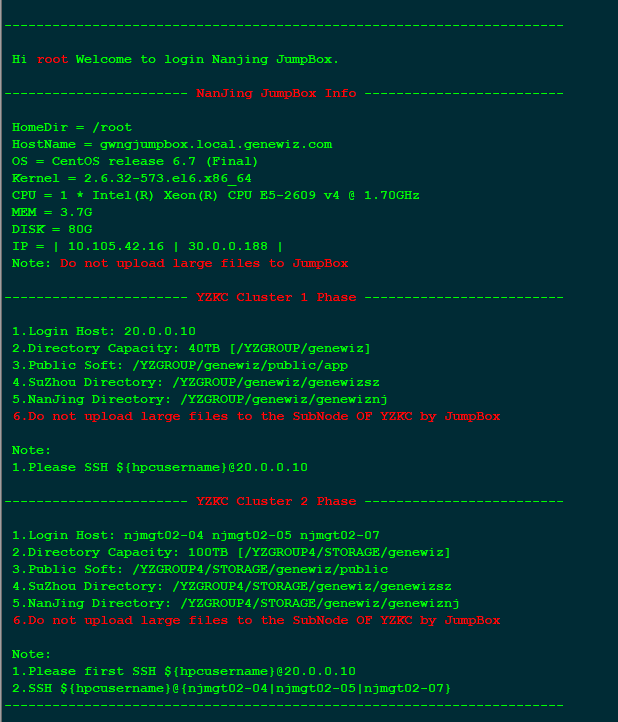 ----------------------------------------------------------------------
Hi root Welcome to login Nanjing JumpBox.
----------------------- NanJing JumpBox Info -------------------------
HomeDir = /root
HostName = gwngjumpbox.local.genewiz.com
OS = CentOS release 6.7 (Final)
Kernel = 2.6.32-573.el6.x86_64
CPU = 1 * Intel(R) Xeon(R) CPU E5-2609 v4 @ 1.70GHz
MEM = 3.7G
DISK = 80G
IP = | 10.105.42.16 | 30.0.0.188 |
Note: Do not upload large files to JumpBox
----------------------- YZKC Cluster 1 Phase -------------------------
1.Login Host: 20.0.0.10
2.Directory Capacity: 40TB [/YZGROUP/genewiz]
3.Public Soft: /YZGROUP/genewiz/public/app
4.SuZhou Directory: /YZGROUP/genewiz/genewizsz
5.NanJing Directory: /YZGROUP/genewiz/genewiznj
6.Do not upload large files to the SubNode OF YZKC by JumpBox
Note:
1.Please SSH ${hpcusername}@20.0.0.10
----------------------- YZKC Cluster 2 Phase -------------------------
1.Login Host: njmgt02-04 njmgt02-05 njmgt02-07
2.Directory Capacity: 100TB [/YZGROUP4/STORAGE/genewiz]
3.Public Soft: /YZGROUP4/STORAGE/genewiz/public
4.SuZhou Directory: /YZGROUP4/STORAGE/genewiz/genewizsz
5.NanJing Directory: /YZGROUP4/STORAGE/genewiz/genewiznj
6.Do not upload large files to the SubNode OF YZKC by JumpBox
Note:
1.Please first SSH ${hpcusername}@20.0.0.10
2.SSH ${hpcusername}@{njmgt02-04|njmgt02-05|njmgt02-07}
----------------------------------------------------------------------